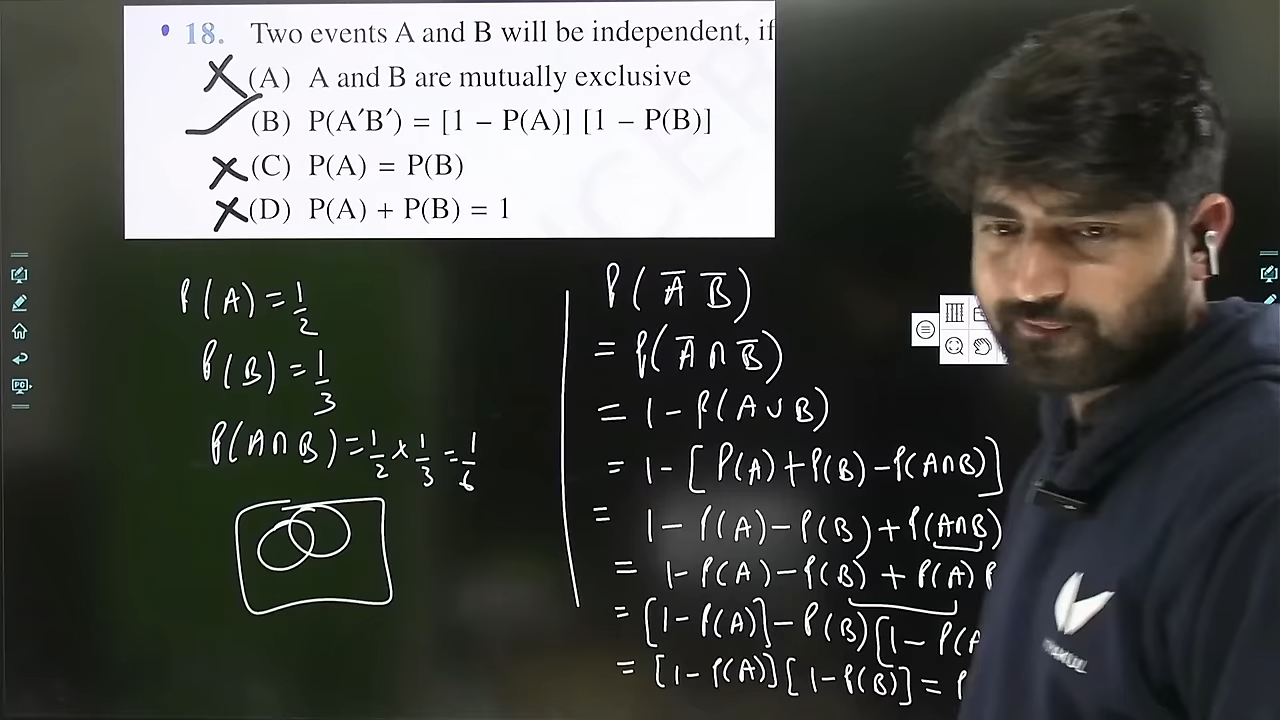 18. Two events A and B will be independent, if
(A) A and B are mutually exclusive
(B) P(A′B′) = [1 – P(A)] [1 – P(B)]
(C) P(A) = P(B)
(D) P(A) + P(B) = 1
P(A) = 1/2
P(B) = 1/3
P(A∩B) = 1/2 × 1/3 = 1/6
P(A̅ B̅)
= P(A̅ ∩ B̅)
= 1 - P(A∪B)
= 1 - [P(A) + P(B) - P(A∩B)]
= 1 - P(A) - P(B) + P(A∩B)
= 1 - P(A) - P(B) + P(A) P
= [1 - P(A)] - P(B) [1 - P(A
= [1 - P(A)] [1 - P(B)] = P